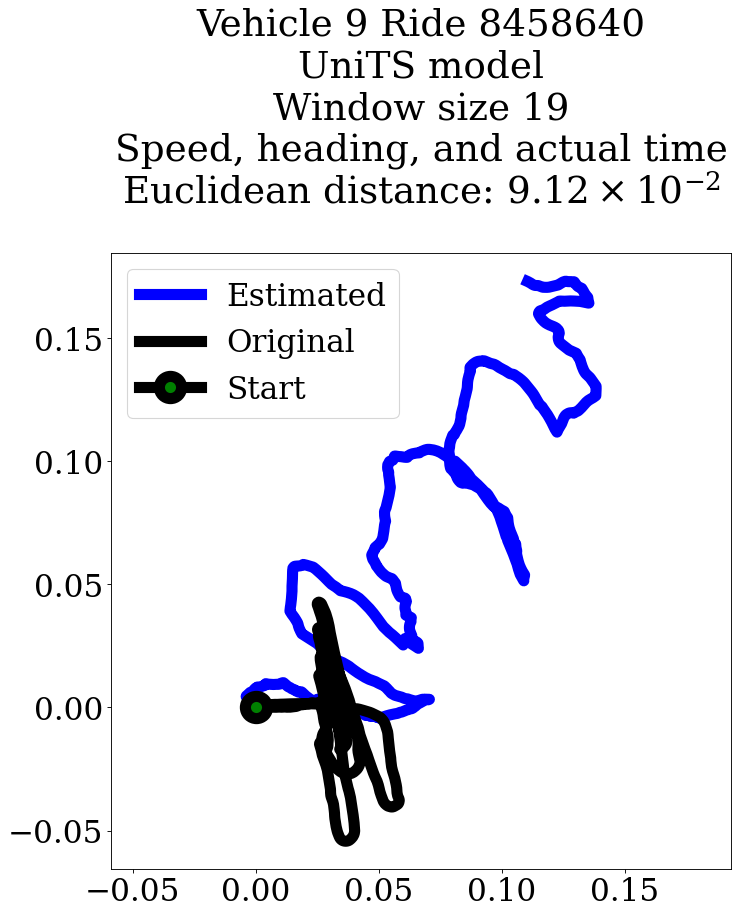 Vehicle 9 Ride 8458640
UniTS model
Window size 19
Speed, heading, and actual time
Euclidean distance: 9.12 × 10⁻²
Estimated
Original
Start
0.15
0.10
0.05
0.00
−0.05
−0.05 0.00 0.05 0.10 0.15